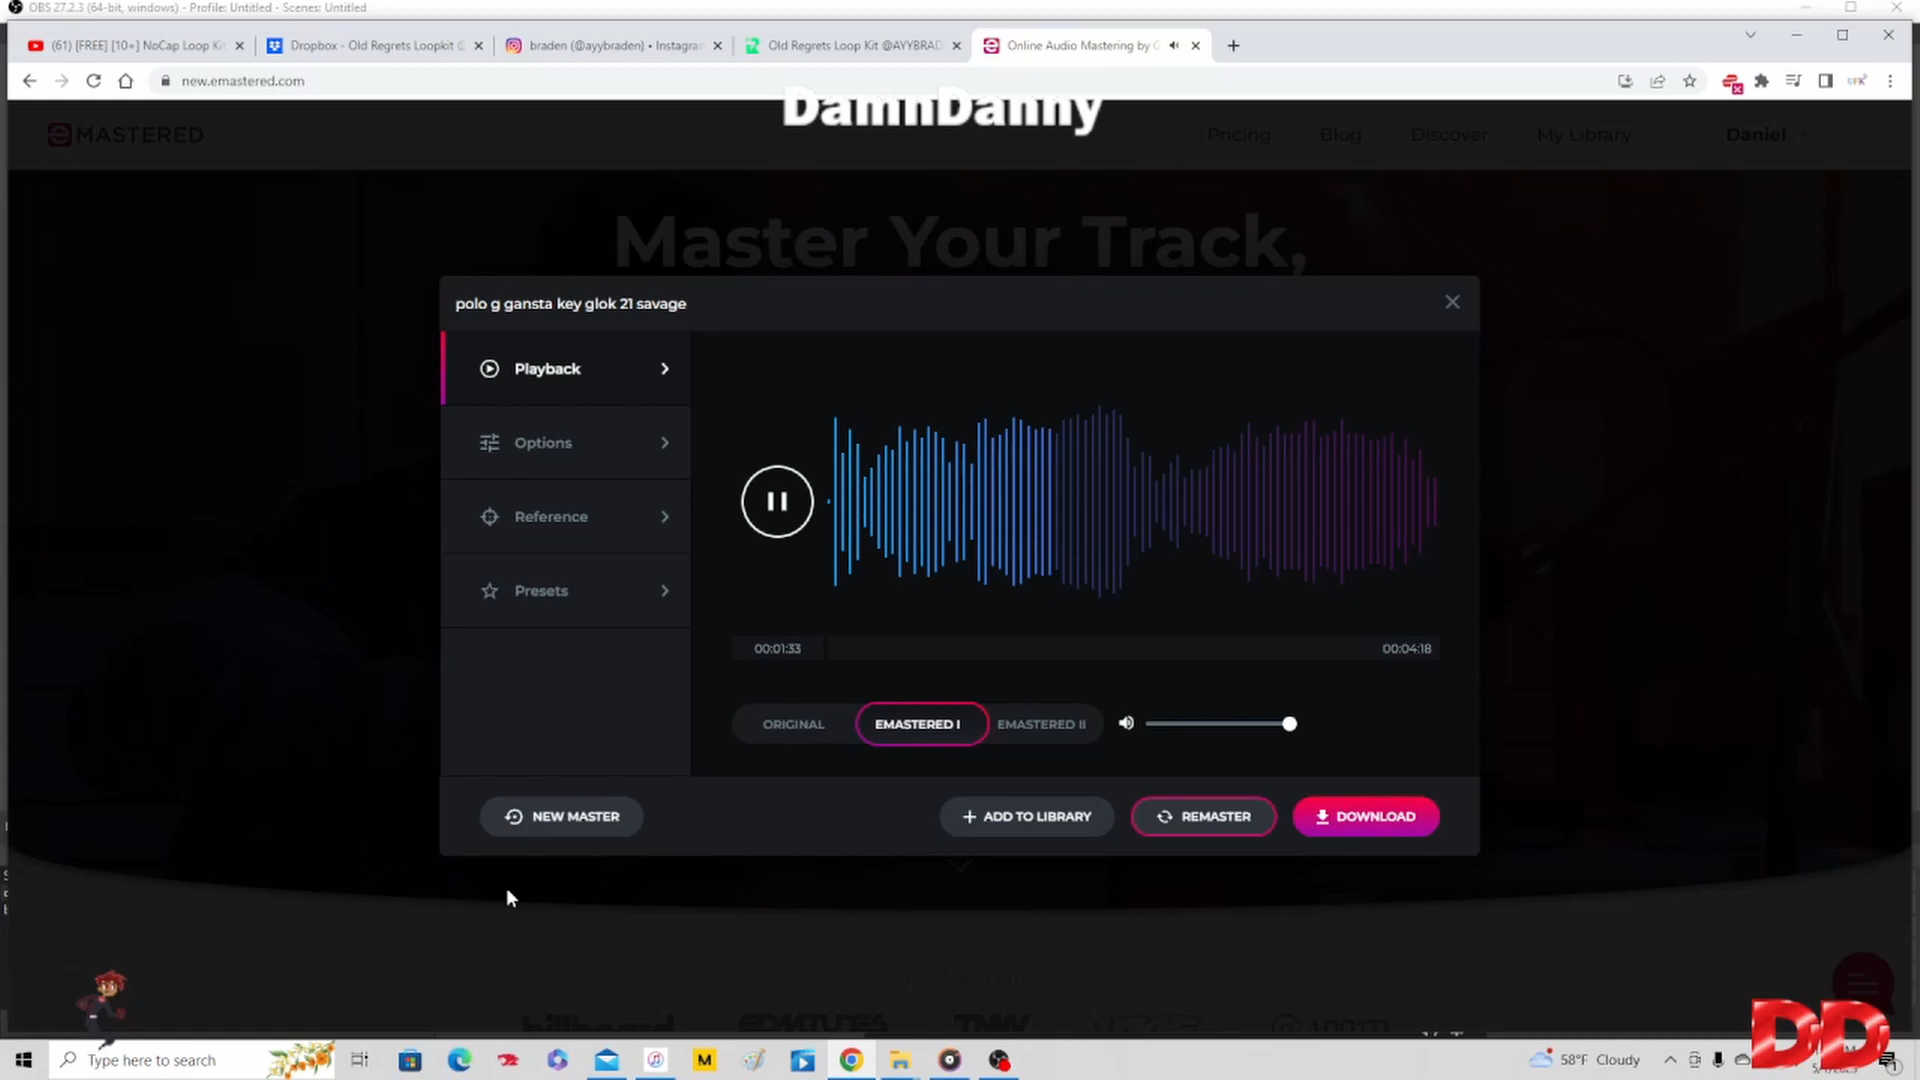 OBS 27.2.3 (64-bit, windows) - Profile: Untitled - Scenes: Untitled
(61) [FREE] [10+] NoCap Loop Ki
Dropbox - Old Regrets Loopkit @
braden (@ayybraden) • Instagra
Old Regrets Loop Kit @AYYBRAD
Online Audio Mastering by
new.emastered.com
DamnDanny
eMASTERED
Pricing
Blog
Discover
My Library
Daniel
Master Your Track,
polo g gansta key glok 21 savage
Playback
Options
Reference
Presets
00:01:33
00:04:18
ORIGINAL
EMASTERED I
EMASTERED II
NEW MASTER
ADD TO LIBRARY
REMASTER
DOWNLOAD
billboard
EDMTUNES
TNW
Type here to search
M
58°F Cloudy
DD